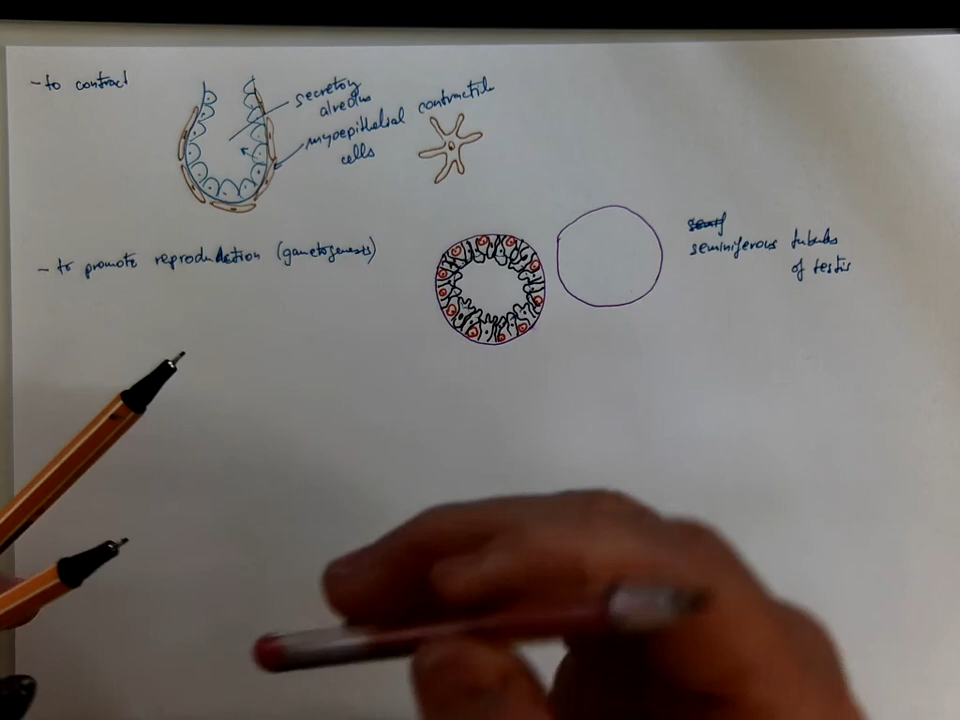 - to contract
secretory
alveolus
myoepithelial
cells
contractile
- to promote reproduction (gametogenesis)
seminiferous tubules
of testis